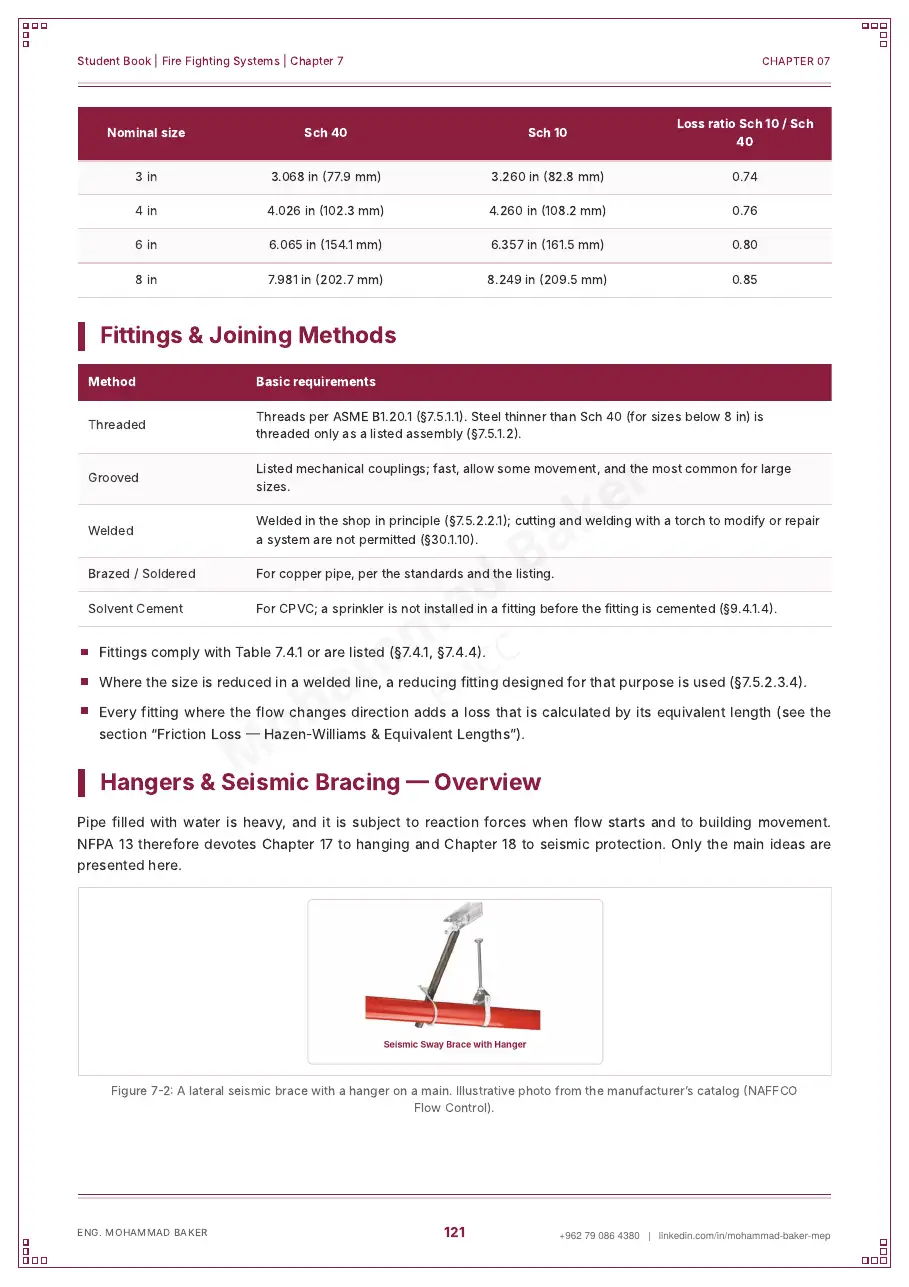 Student Book | Fire Fighting Systems | Chapter 7
CHAPTER 07
Nominal size Sch 40 Sch 10 Loss ratio Sch 10 / Sch
40
3 in 3.068 in (77.9 mm) 3.260 in (82.8 mm) 0.74
4 in 4.026 in (102.3 mm) 4.260 in (108.2 mm) 0.76
6 in 6.065 in (154.1 mm) 6.357 in (161.5 mm) 0.80
8 in 7.981 in (202.7 mm) 8.249 in (209.5 mm) 0.85
Fittings & Joining Methods
Method Basic requirements
Threaded
Threads per ASME B1.20.1 (§7.5.1.1). Steel thinner than Sch 40 (for sizes below 8 in) is
threaded only as a listed assembly (§7.5.1.2).
Grooved
Listed mechanical couplings; fast, allow some movement, and the most common for large
sizes.
Welded
Welded in the shop in principle (§7.5.2.2.1); cutting and welding with a torch to modify or repair
a system are not permitted (§30.1.10).
Brazed / Soldered For copper pipe, per the standards and the listing.
Solvent Cement For CPVC; a sprinkler is not installed in a fitting before the fitting is cemented (§9.4.1.4).
Fittings comply with Table 7.4.1 or are listed (§7.4.1, §7.4.4).
Where the size is reduced in a welded line, a reducing fitting designed for that purpose is used (§7.5.2.3.4).
Every fitting where the flow changes direction adds a loss that is calculated by its equivalent length (see the
section “Friction Loss — Hazen-Williams & Equivalent Lengths”).
Mohammad Baker
Hangers & Seismic Bracing — Overview
Pipe filled with water is heavy, and it is subject to reaction forces when flow starts and to building movement.
NFPA 13 therefore devotes Chapter 17 to hanging and Chapter 18 to seismic protection. Only the main ideas are
presented here.
Seismic Sway Brace with Hanger
Figure 7-2: A lateral seismic brace with a hanger on a main. Illustrative photo from the manufacturer’s catalog (NAFFCO
Flow Control).
ENG. MOHAMMAD BAKER
121
+962 79 086 4380 | linkedin.com/in/mohammad-baker-mep